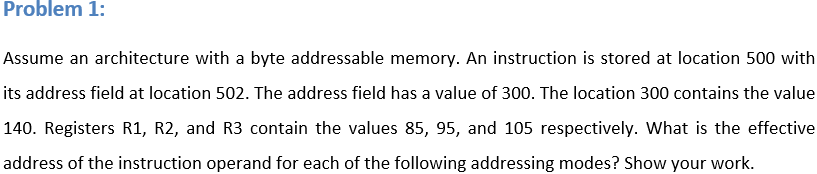 Problem 1:
Assume an architecture with a byte addressable memory. An instruction is stored at location 500 with
its address field at location 502. The address field has a value of 300. The location 300 contains the value
140. Registers R1, R2, and R3 contain the values 85, 95, and 105 respectively. What is the effective
address of the instruction operand for each of the following addressing modes? Show your work.